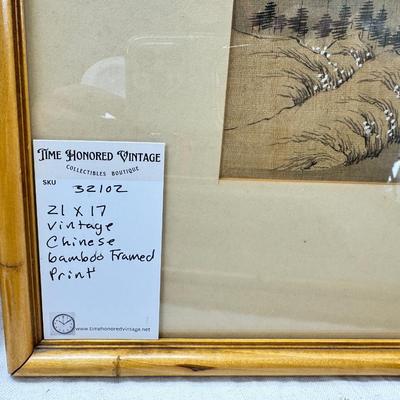 TIME HONORED VINTAGE
COLLECTIBLES BOUTIQUE
SKU 32102
21 x 17
vintage
Chinese
bamboo Framed
Print
www.timehonoredvintage.net